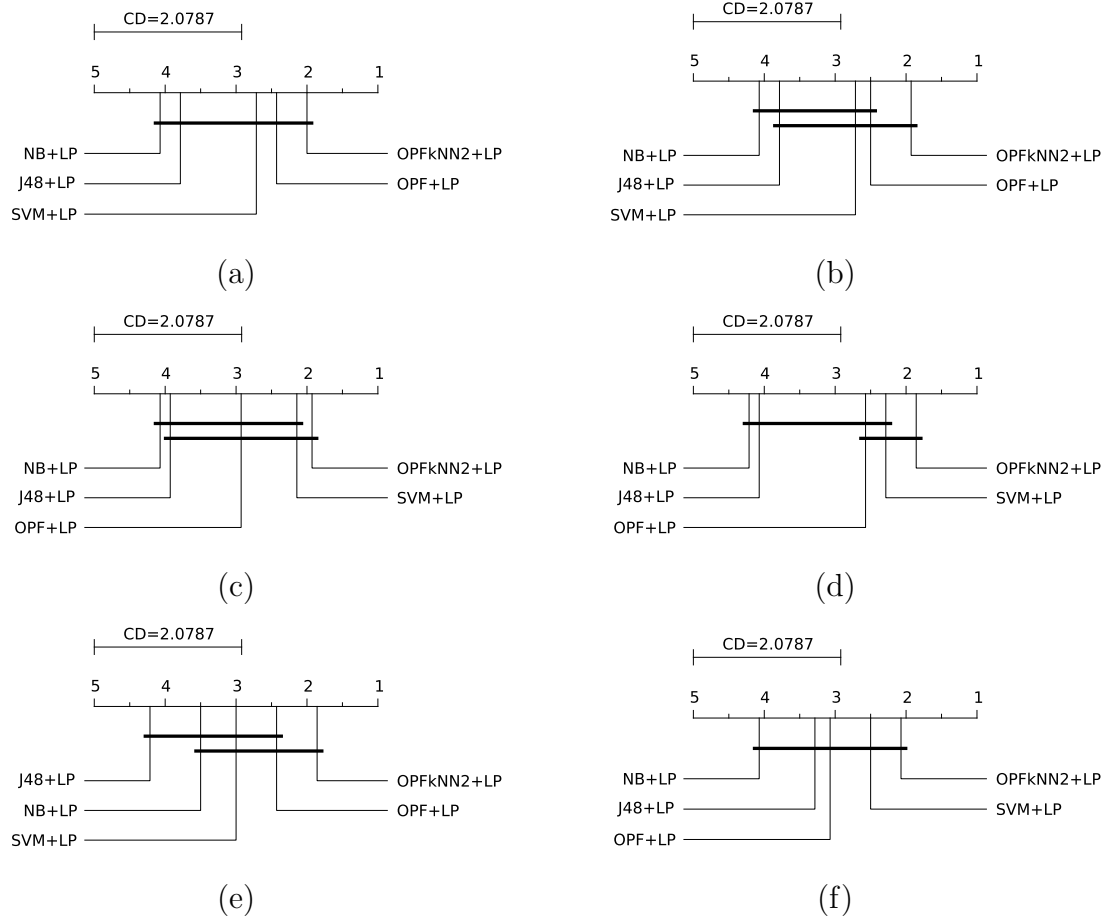 CD=2.0787
5 4 3 2 1
NB+LP OPFkNN2+LP
J48+LP OPF+LP
SVM+LP
(a)
CD=2.0787
5 4 3 2 1
NB+LP OPFkNN2+LP
J48+LP OPF+LP
SVM+LP
(b)
CD=2.0787
5 4 3 2 1
NB+LP OPFkNN2+LP
J48+LP SVM+LP
OPF+LP
(c)
CD=2.0787
5 4 3 2 1
NB+LP OPFkNN2+LP
J48+LP SVM+LP
OPF+LP
(d)
CD=2.0787
5 4 3 2 1
J48+LP OPFkNN2+LP
NB+LP OPF+LP
SVM+LP
(e)
CD=2.0787
5 4 3 2 1
NB+LP OPFkNN2+LP
J48+LP SVM+LP
OPF+LP
(f)